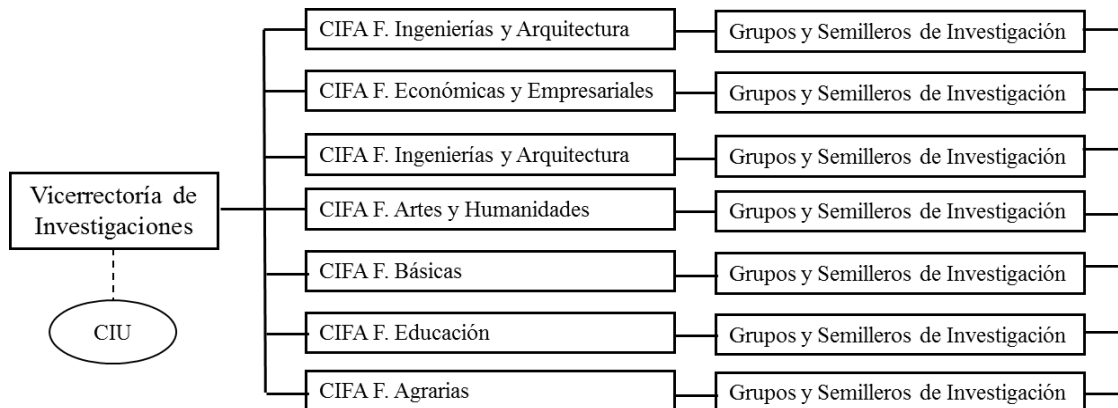 CIFA F. Ingenierías y Arquitectura
Grupos y Semilleros de Investigación
CIFA F. Económicas y Empresariales
Grupos y Semilleros de Investigación
CIFA F. Ingenierías y Arquitectura
Grupos y Semilleros de Investigación
Vicerrectoría de
Investigaciones
CIFA F. Artes y Humanidades
Grupos y Semilleros de Investigación
CIFA F. Básicas
Grupos y Semilleros de Investigación
CIU
CIFA F. Educación
Grupos y Semilleros de Investigación
CIFA F. Agrarias
Grupos y Semilleros de Investigación